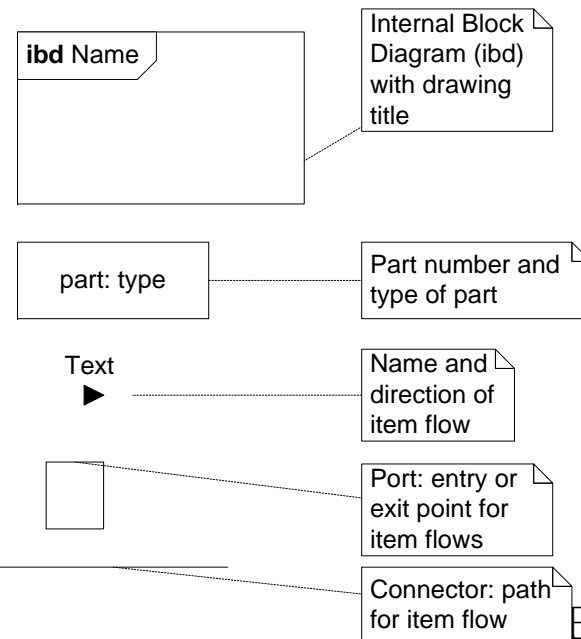 ibd Name
Internal Block
Diagram (ibd)
with drawing
title
part: type
Part number and
type of part
Text
Name and
direction of
item flow
Port: entry or
exit point for
item flows
Connector: path
for item flow